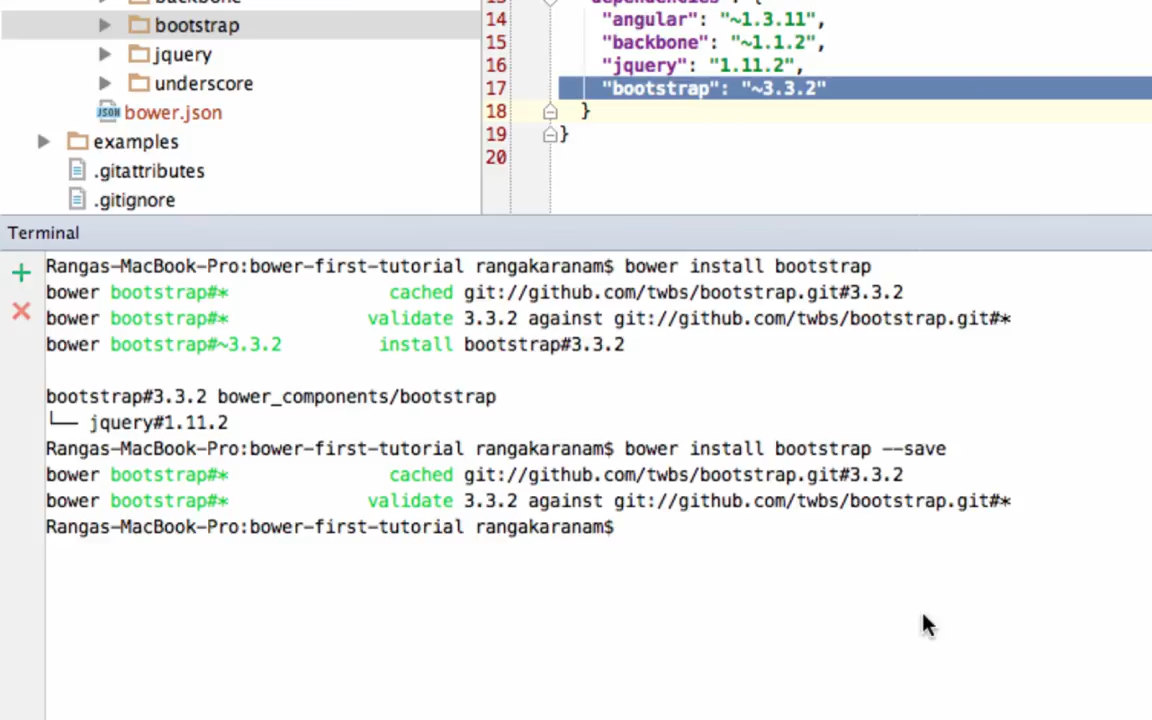 backbone
bootstrap
jquery
underscore
JSON bower.json
examples
.gitattributes
.gitignore
13 "dependencies": {
14 "angular": "~1.3.11",
15 "backbone": "~1.1.2",
16 "jquery": "1.11.2",
17 "bootstrap": "~3.3.2"
18 }
19 }
20
Terminal
Rangas-MacBook-Pro:bower-first-tutorial rangakaranam$ bower install bootstrap
bower bootstrap#* cached git://github.com/twbs/bootstrap.git#3.3.2
bower bootstrap#* validate 3.3.2 against git://github.com/twbs/bootstrap.git#*
bower bootstrap#~3.3.2 install bootstrap#3.3.2
bootstrap#3.3.2 bower_components/bootstrap
└── jquery#1.11.2
Rangas-MacBook-Pro:bower-first-tutorial rangakaranam$ bower install bootstrap --save
bower bootstrap#* cached git://github.com/twbs/bootstrap.git#3.3.2
bower bootstrap#* validate 3.3.2 against git://github.com/twbs/bootstrap.git#*
Rangas-MacBook-Pro:bower-first-tutorial rangakaranam$